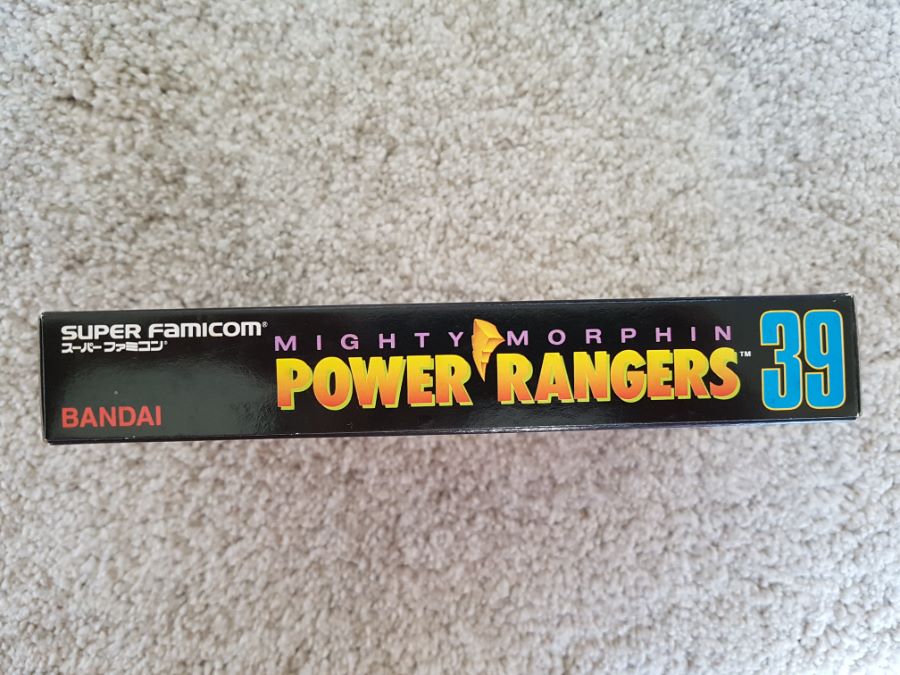 SUPER FAMICOM®
スーパーファミコン®
BANDAI
MIGHTY MORPHIN
POWER RANGERS™
39